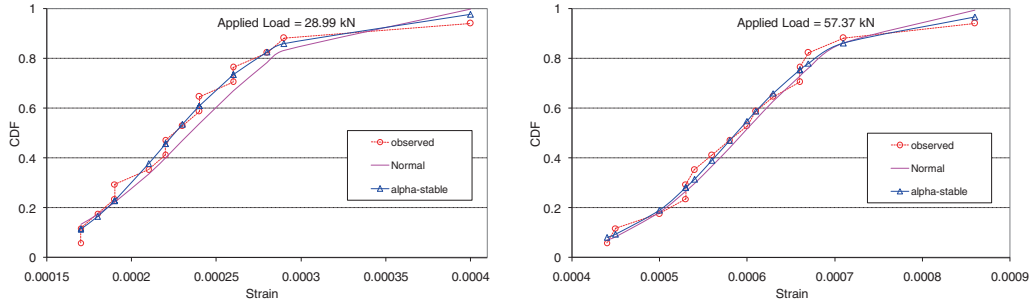 Applied Load = 28.99 kN
1
0.8
0.6
0.4
0.2
0
CDF
observed
Normal
alpha-stable
0.00015
0.0002
0.00025
0.0003
0.00035
0.0004
Strain
Applied Load = 57.37 kN
1
0.8
0.6
0.4
0.2
0
CDF
observed
Normal
alpha-stable
0.0004
0.0005
0.0006
0.0007
0.0008
0.0009
Strain